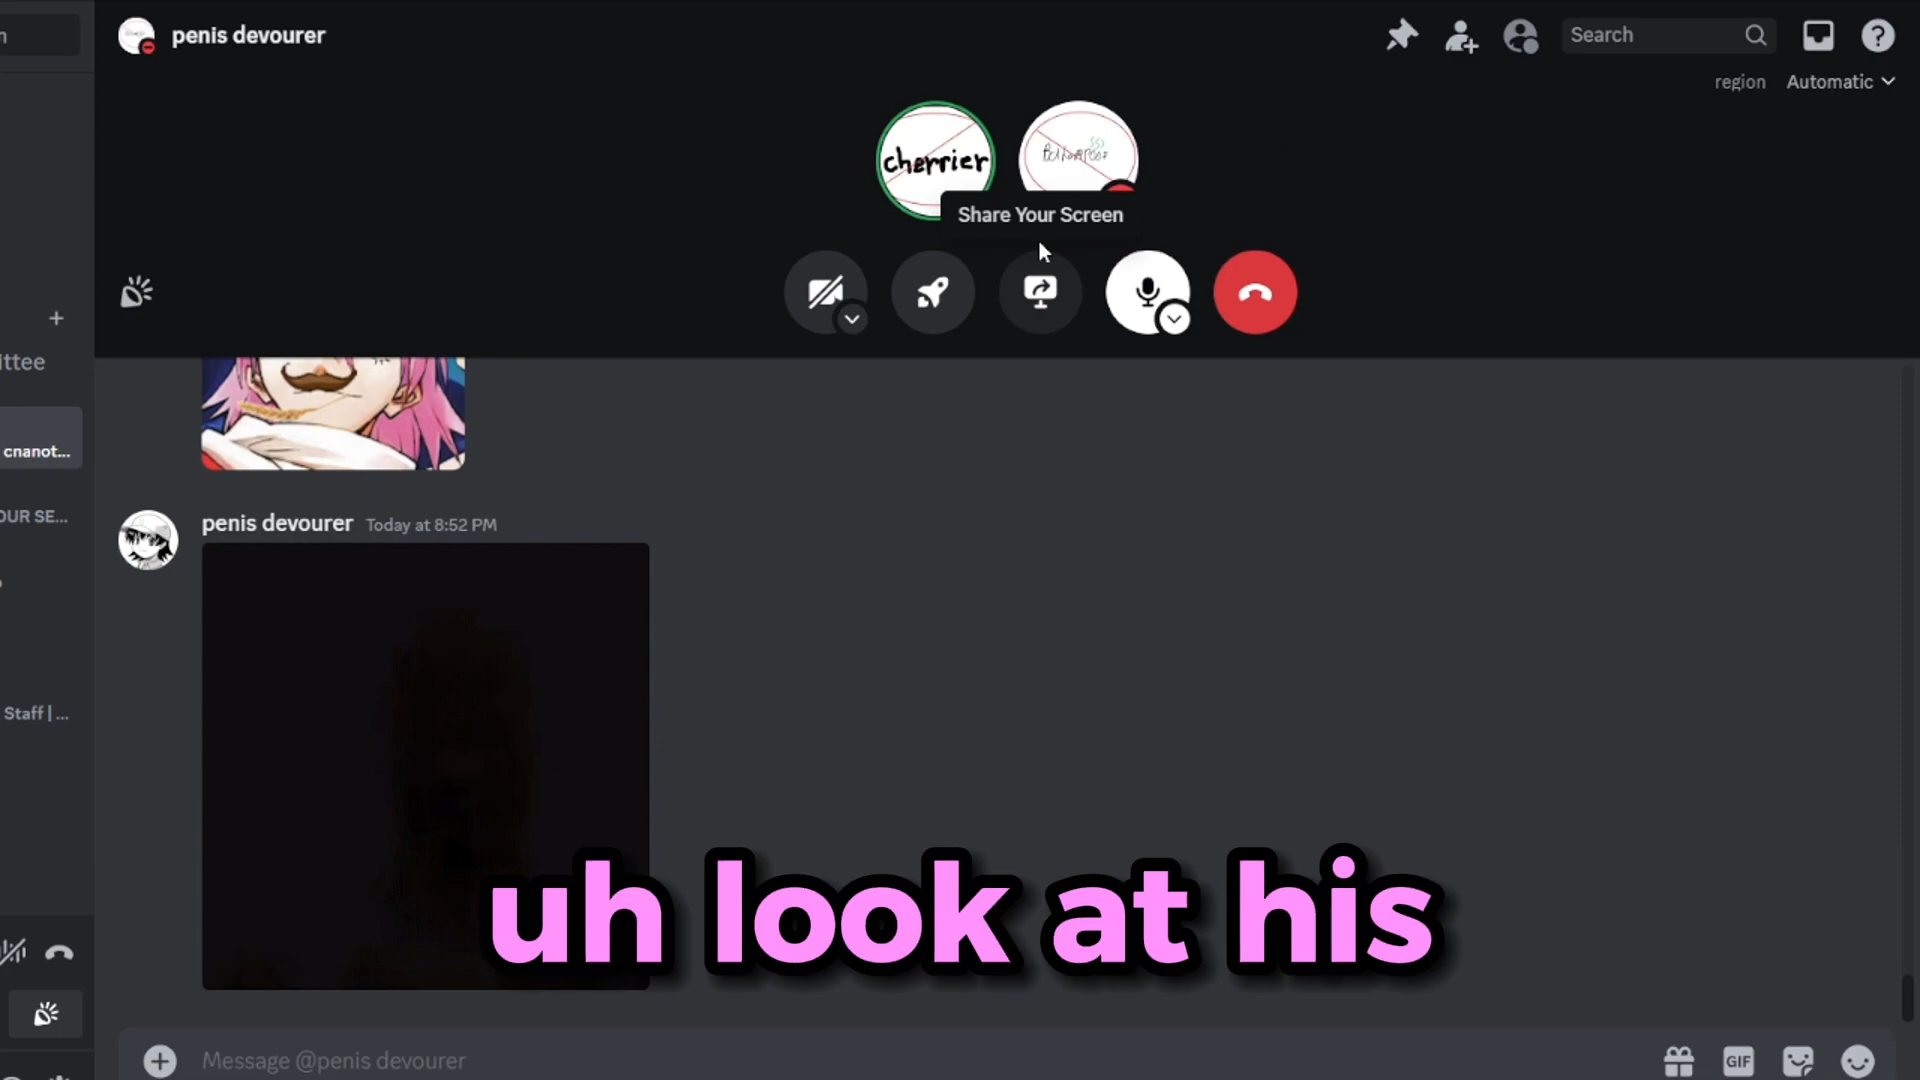 penis devourer
Search
region Automatic
cherrier
Share Your Screen
ittee
cnanot...
OUR SE...
penis devourer Today at 8:52 PM
Staff | ...
uh look at his
Message @penis devourer
GIF